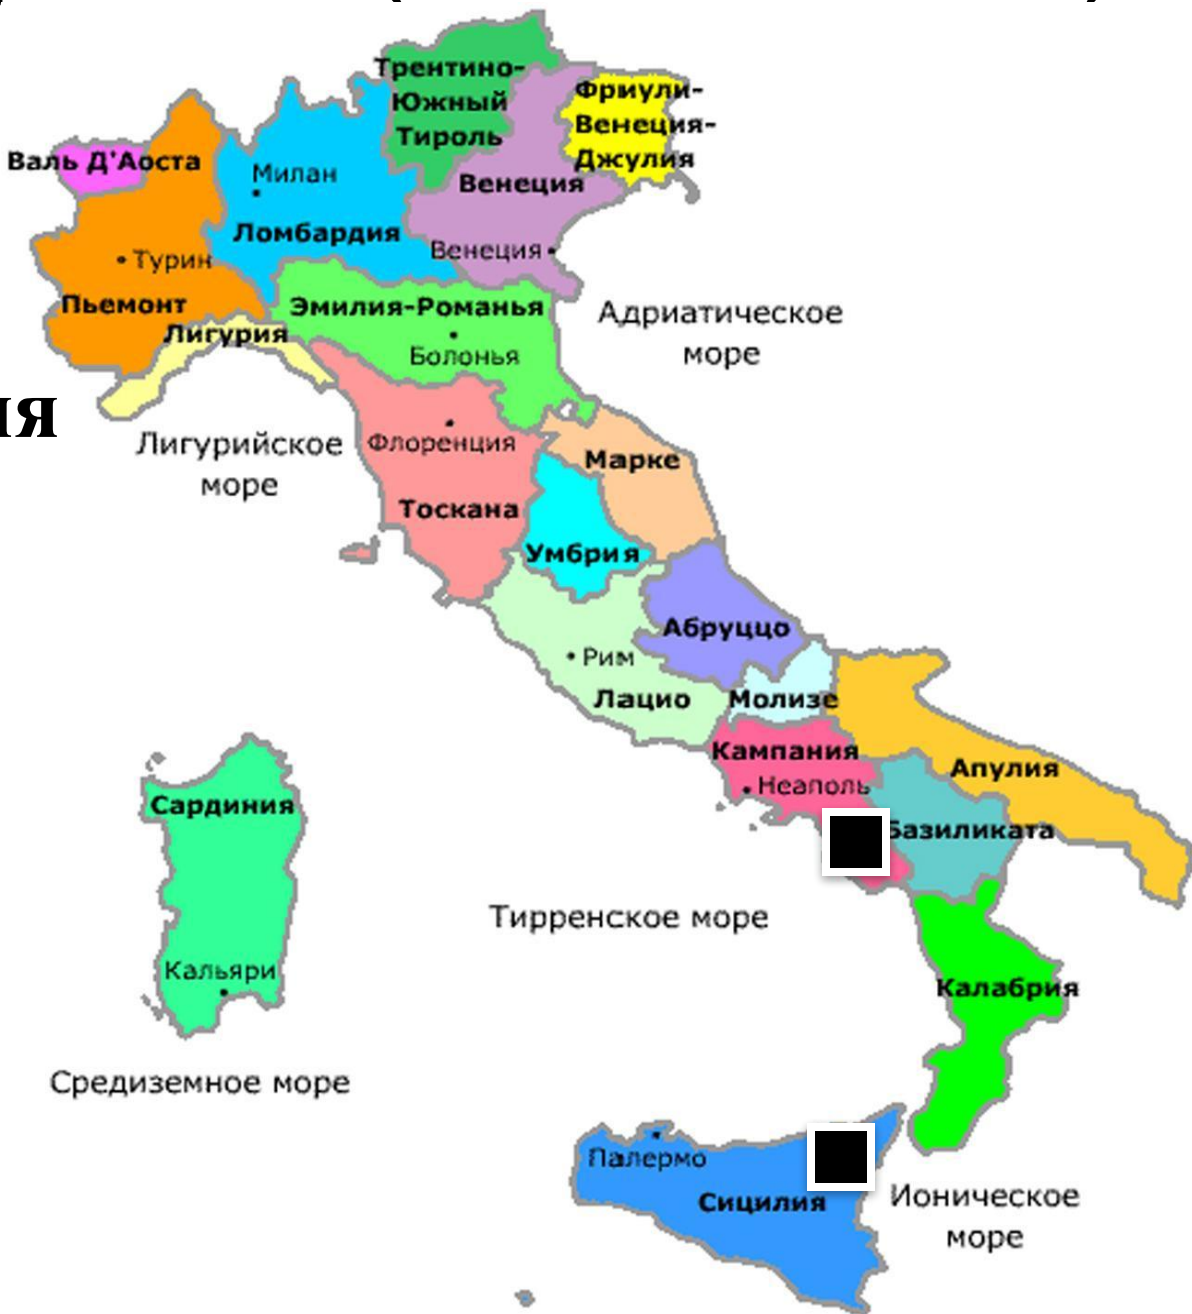 Трентино-
Южный
Тироль
Фриули-
Венеция-
Джулия
Валь Д'Аоста
Милан
Венеция
Ломбардия
Венеция
Турин
Пьемонт
Эмилия-Романья
Лигурия
Болонья
Адриатическое
море
ия
Лигурийское
море
Флоренция
Марке
Тоскана
Умбрия
Абруццо
Рим
Лацио
Молизе
Кампания
Неаполь
Апулия
Базиликата
Сардиния
Тирренское море
Кальяри
Калабрия
Средиземное море
Палермо
Сицилия
Ионическое
море